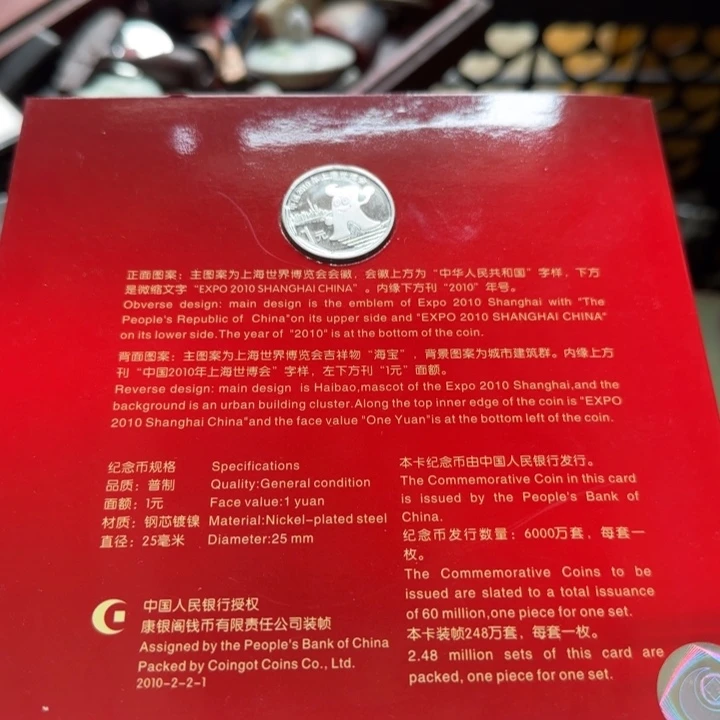 1元
正面图案：主图案为上海世界博览会会徽，会徽上方为“中华人民共和国”字样，下方
是微缩文字“EXPO 2010 SHANGHAI CHINA”。内缘下方刊“2010”年号。
Obverse design: main design is the emblem of Expo 2010 Shanghai with "The
People's Republic of China"on its upper side and "EXPO 2010 SHANGHAI CHINA"
on its lower side.The year of "2010" is at the bottom of the coin.
背面图案：主图案为上海世界博览会吉祥物“海宝”，背景图案为城市建筑群。内缘上方
刊“中国2010年上海世博会”字样，左下方刊“1元”面额。
Reverse design: main design is Haibao,mascot of the Expo 2010 Shanghai,and the
background is an urban building cluster.Along the top inner edge of the coin is "EXPO
2010 Shanghai China"and the face value "One Yuan"is at the bottom left of the coin.
纪念币规格 Specifications
品质：普制 Quality:General condition
面额：1元 Face value:1 yuan
材质：钢芯镀镍 Material:Nickel-plated steel
直径：25毫米 Diameter:25 mm
中国人民银行授权
康银阁钱币有限责任公司装帧
Assigned by the People's Bank of China
Packed by Coingot Coins Co., Ltd.
2010-2-2-1
本卡纪念币由中国人民银行发行。
The Commemorative Coin in this card
is issued by the People's Bank of
China.
纪念币发行数量：6000万套，每套一
枚。
The Commemorative Coins to be
issued are slated to a total issuance
of 60 million,one piece for one set.
本卡装帧248万套，每套一枚。
2.48 million sets of this card are
packed, one piece for one set.